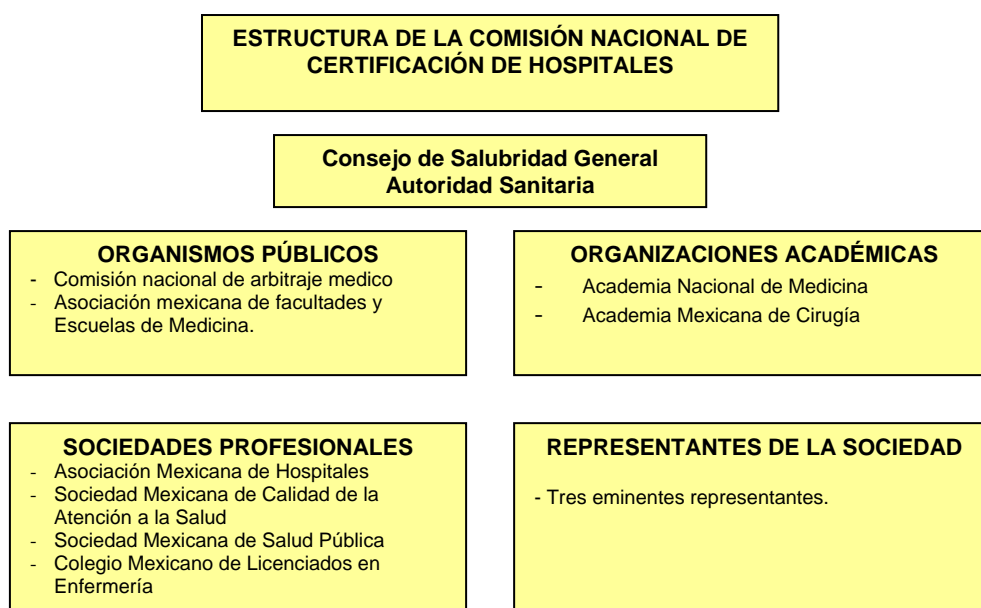 ESTRUCTURA DE LA COMISIÓN NACIONAL DE
CERTIFICACIÓN DE HOSPITALES
Consejo de Salubridad General
Autoridad Sanitaria
ORGANISMOS PÚBLICOS
- Comisión nacional de arbitraje medico
- Asociación mexicana de facultades y
Escuelas de Medicina.
ORGANIZACIONES ACADÉMICAS
- Academia Nacional de Medicina
- Academia Mexicana de Cirugía
SOCIEDADES PROFESIONALES
- Asociación Mexicana de Hospitales
- Sociedad Mexicana de Calidad de la
Atención a la Salud
- Sociedad Mexicana de Salud Pública
- Colegio Mexicano de Licenciados en
Enfermería
REPRESENTANTES DE LA SOCIEDAD
- Tres eminentes representantes.